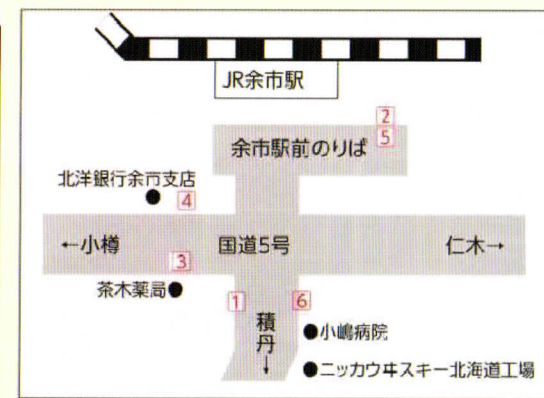 JR余市駅
2
余市駅前のりば
5
北洋銀行余市支店
4
←小樽
国道5号
仁木→
3
茶木薬局
1
6
積丹
↓
小嶋病院
ニッカウヰスキー北海道工場